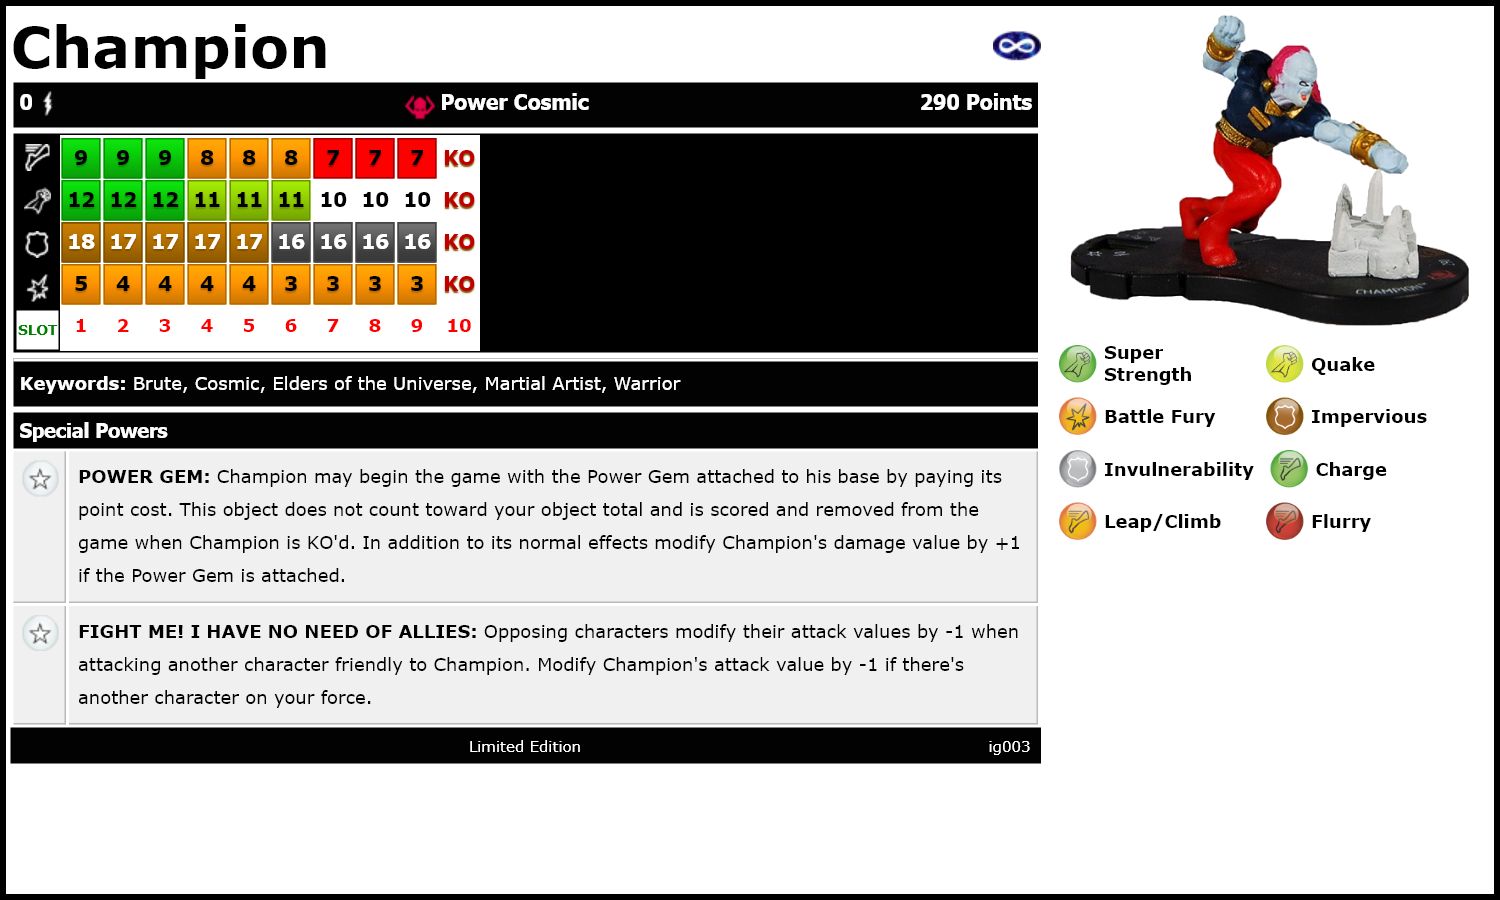 Champion
0 Power Cosmic 290 Points
9 9 9 8 8 8 7 7 7 KO
12 12 12 11 11 11 10 10 10 KO
18 17 17 17 17 16 16 16 16 KO
5 4 4 4 4 3 3 3 3 KO
SLOT 1 2 3 4 5 6 7 8 9 10
Keywords: Brute, Cosmic, Elders of the Universe, Martial Artist, Warrior
Special Powers
POWER GEM: Champion may begin the game with the Power Gem attached to his base by paying its
point cost. This object does not count toward your object total and is scored and removed from the
game when Champion is KO'd. In addition to its normal effects modify Champion's damage value by +1
if the Power Gem is attached.
FIGHT ME! I HAVE NO NEED OF ALLIES: Opposing characters modify their attack values by -1 when
attacking another character friendly to Champion. Modify Champion's attack value by -1 if there's
another character on your force.
Limited Edition ig003
CHAMPION
Super
Strength
Quake
Battle Fury
Impervious
Invulnerability
Charge
Leap/Climb
Flurry